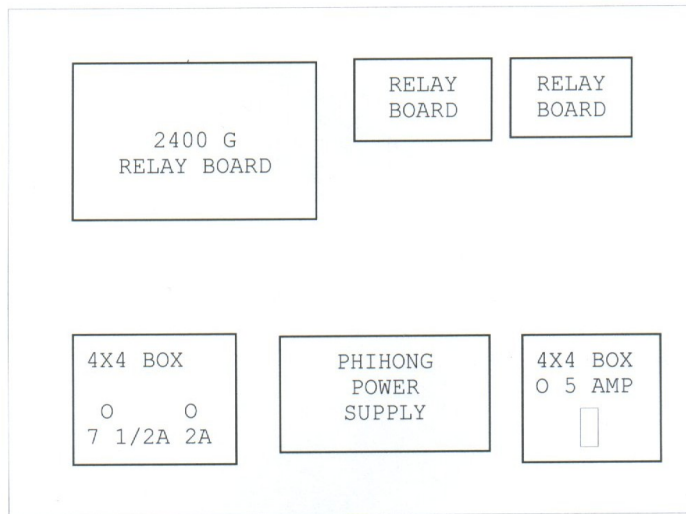 2400 G
RELAY BOARD
RELAY
BOARD
RELAY
BOARD
4X4 BOX
O O
7 1/2A 2A
PHIHONG
POWER
SUPPLY
4X4 BOX
O 5 AMP